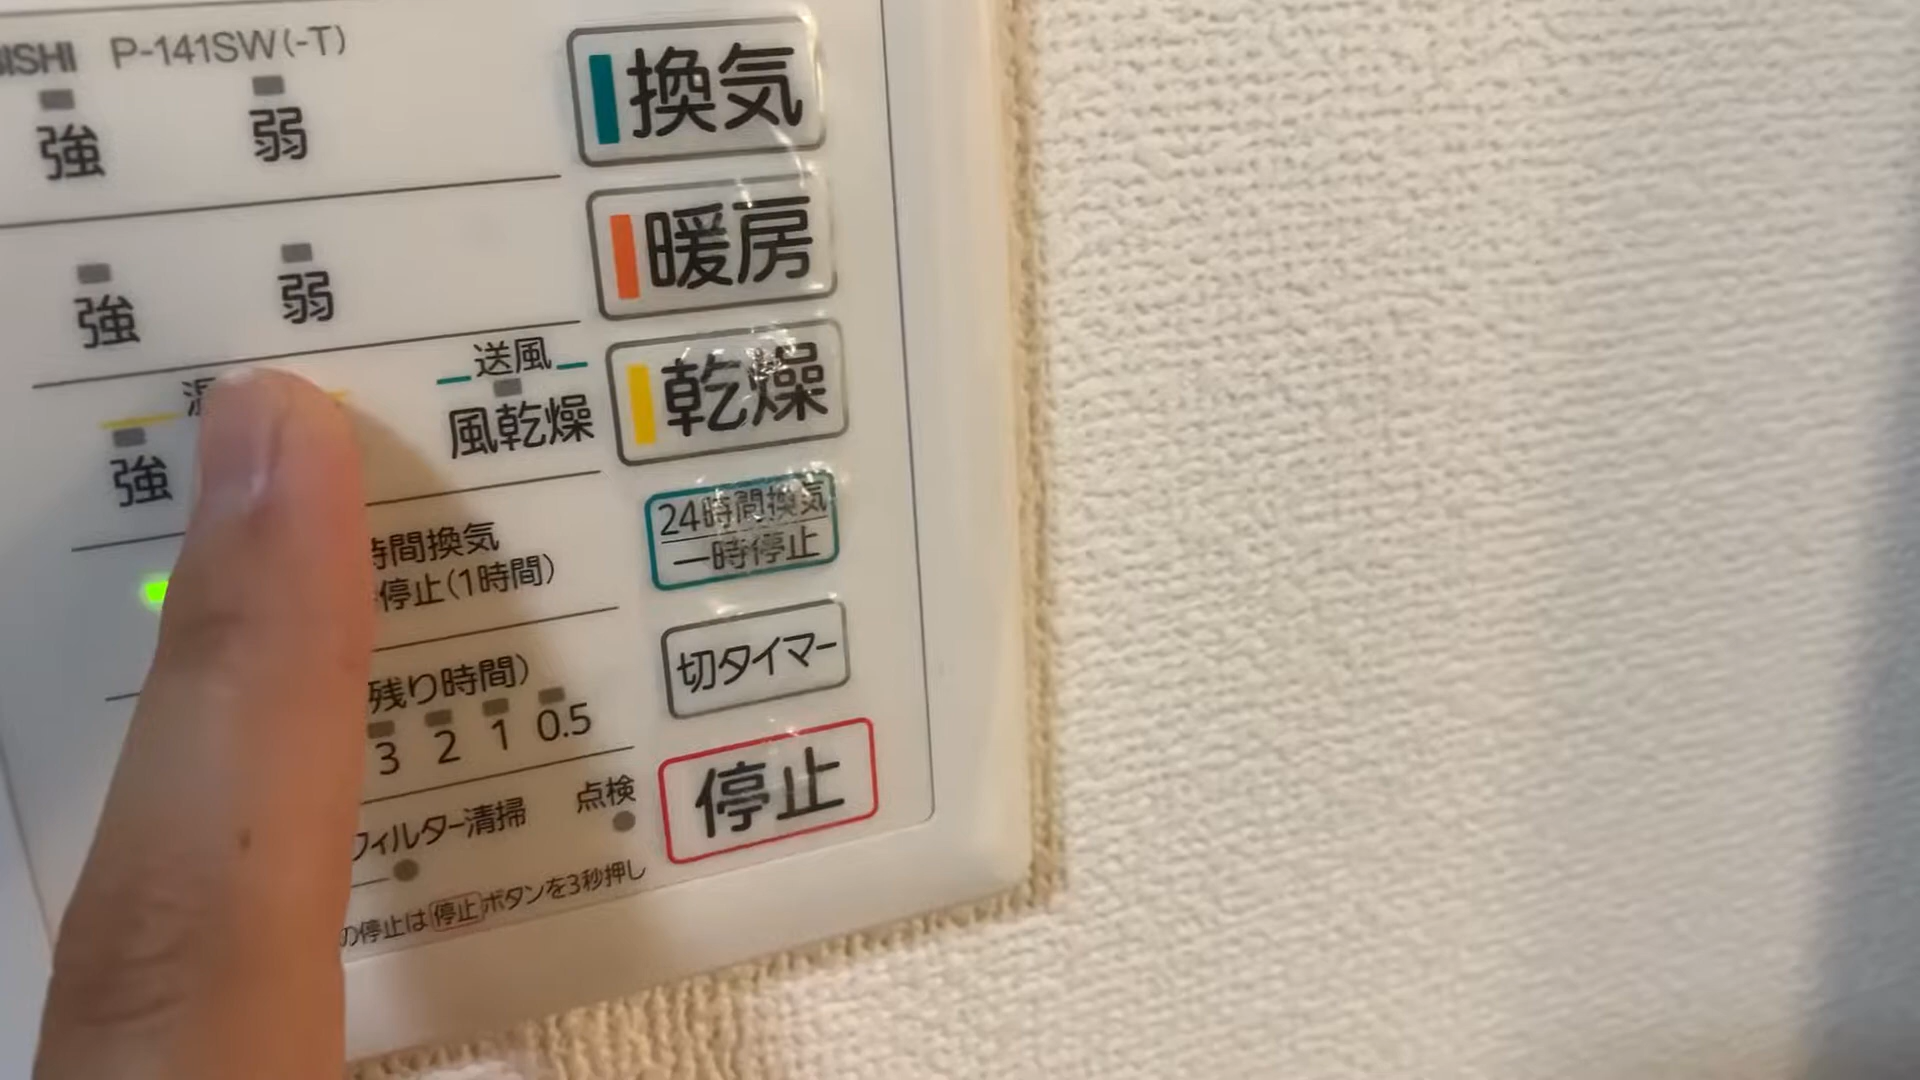 ISHI P-141SW(-T)
強 弱 換気
強 弱 暖房
送風
強 風乾燥 乾燥
時間換気
停止(1時間)
24時間換気
一時停止
残り時間)
3 2 1 0.5
切タイマー
フィルター清掃 点検
停止
の停止は停止ボタンを3秒押し